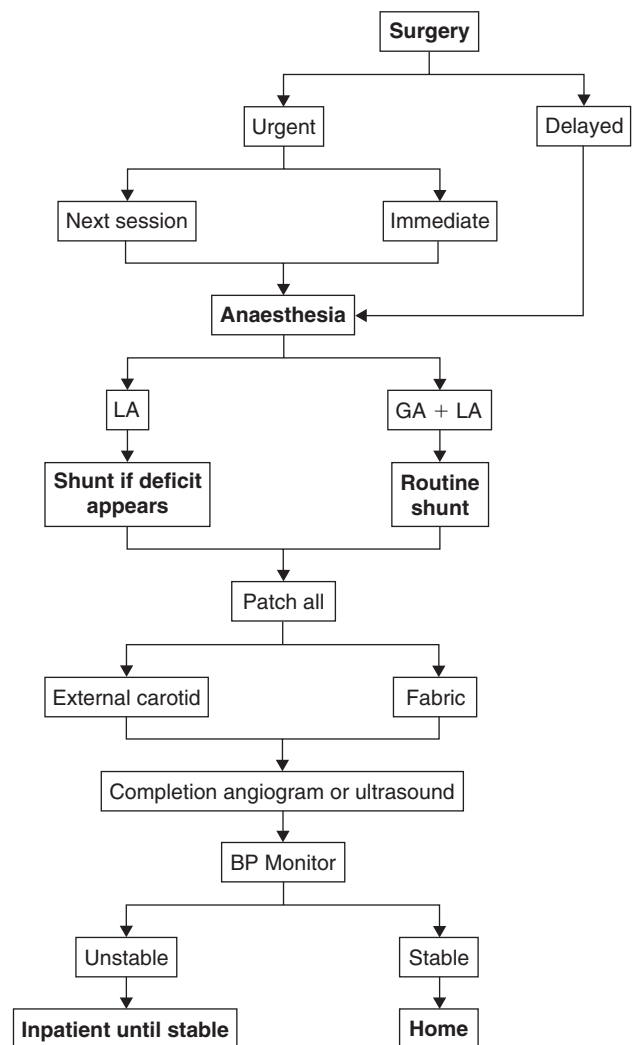 Surgery
Urgent
Delayed
Next session
Immediate
Anaesthesia
LA
GA + LA
Shunt if deficit
appears
Routine
shunt
Patch all
External carotid
Fabric
Completion angiogram or ultrasound
BP Monitor
Unstable
Stable
Inpatient until stable
Home